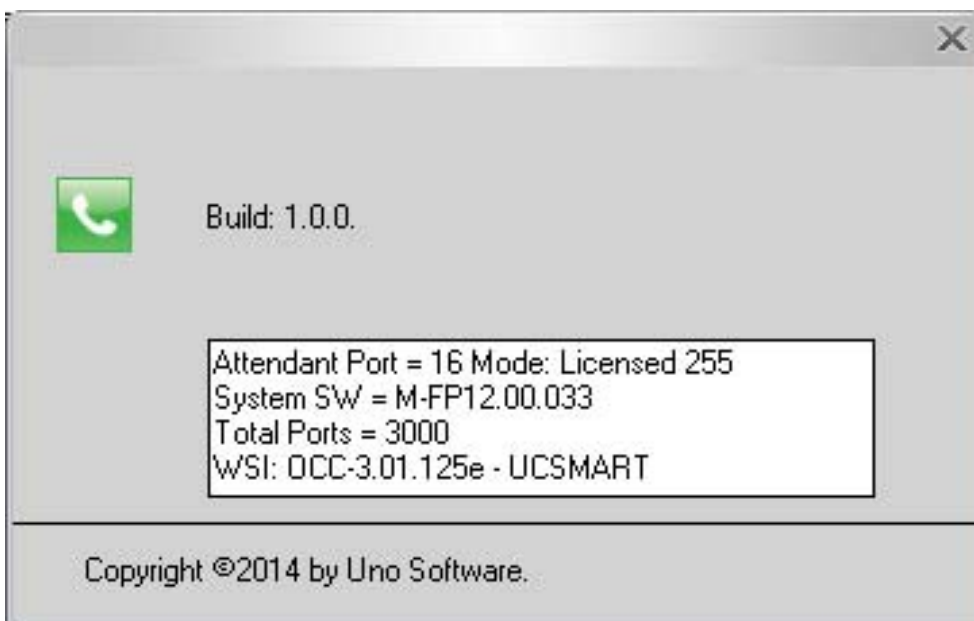 Build: 1.0.0.
Attendant Port = 16 Mode: Licensed 255
System SW = M-FP12.00.033
Total Ports = 3000
WSI: OCC-3.01.125e - UCSMART
Copyright ©2014 by Uno Software.